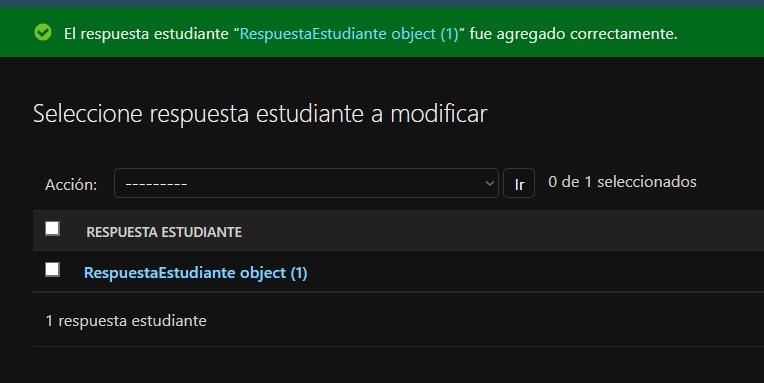 El respuesta estudiante “RespuestaEstudiante object (1)” fue agregado correctamente.
Seleccione respuesta estudiante a modificar
Acción: --------- Ir 0 de 1 seleccionados
RESPUESTA ESTUDIANTE
RespuestaEstudiante object (1)
1 respuesta estudiante